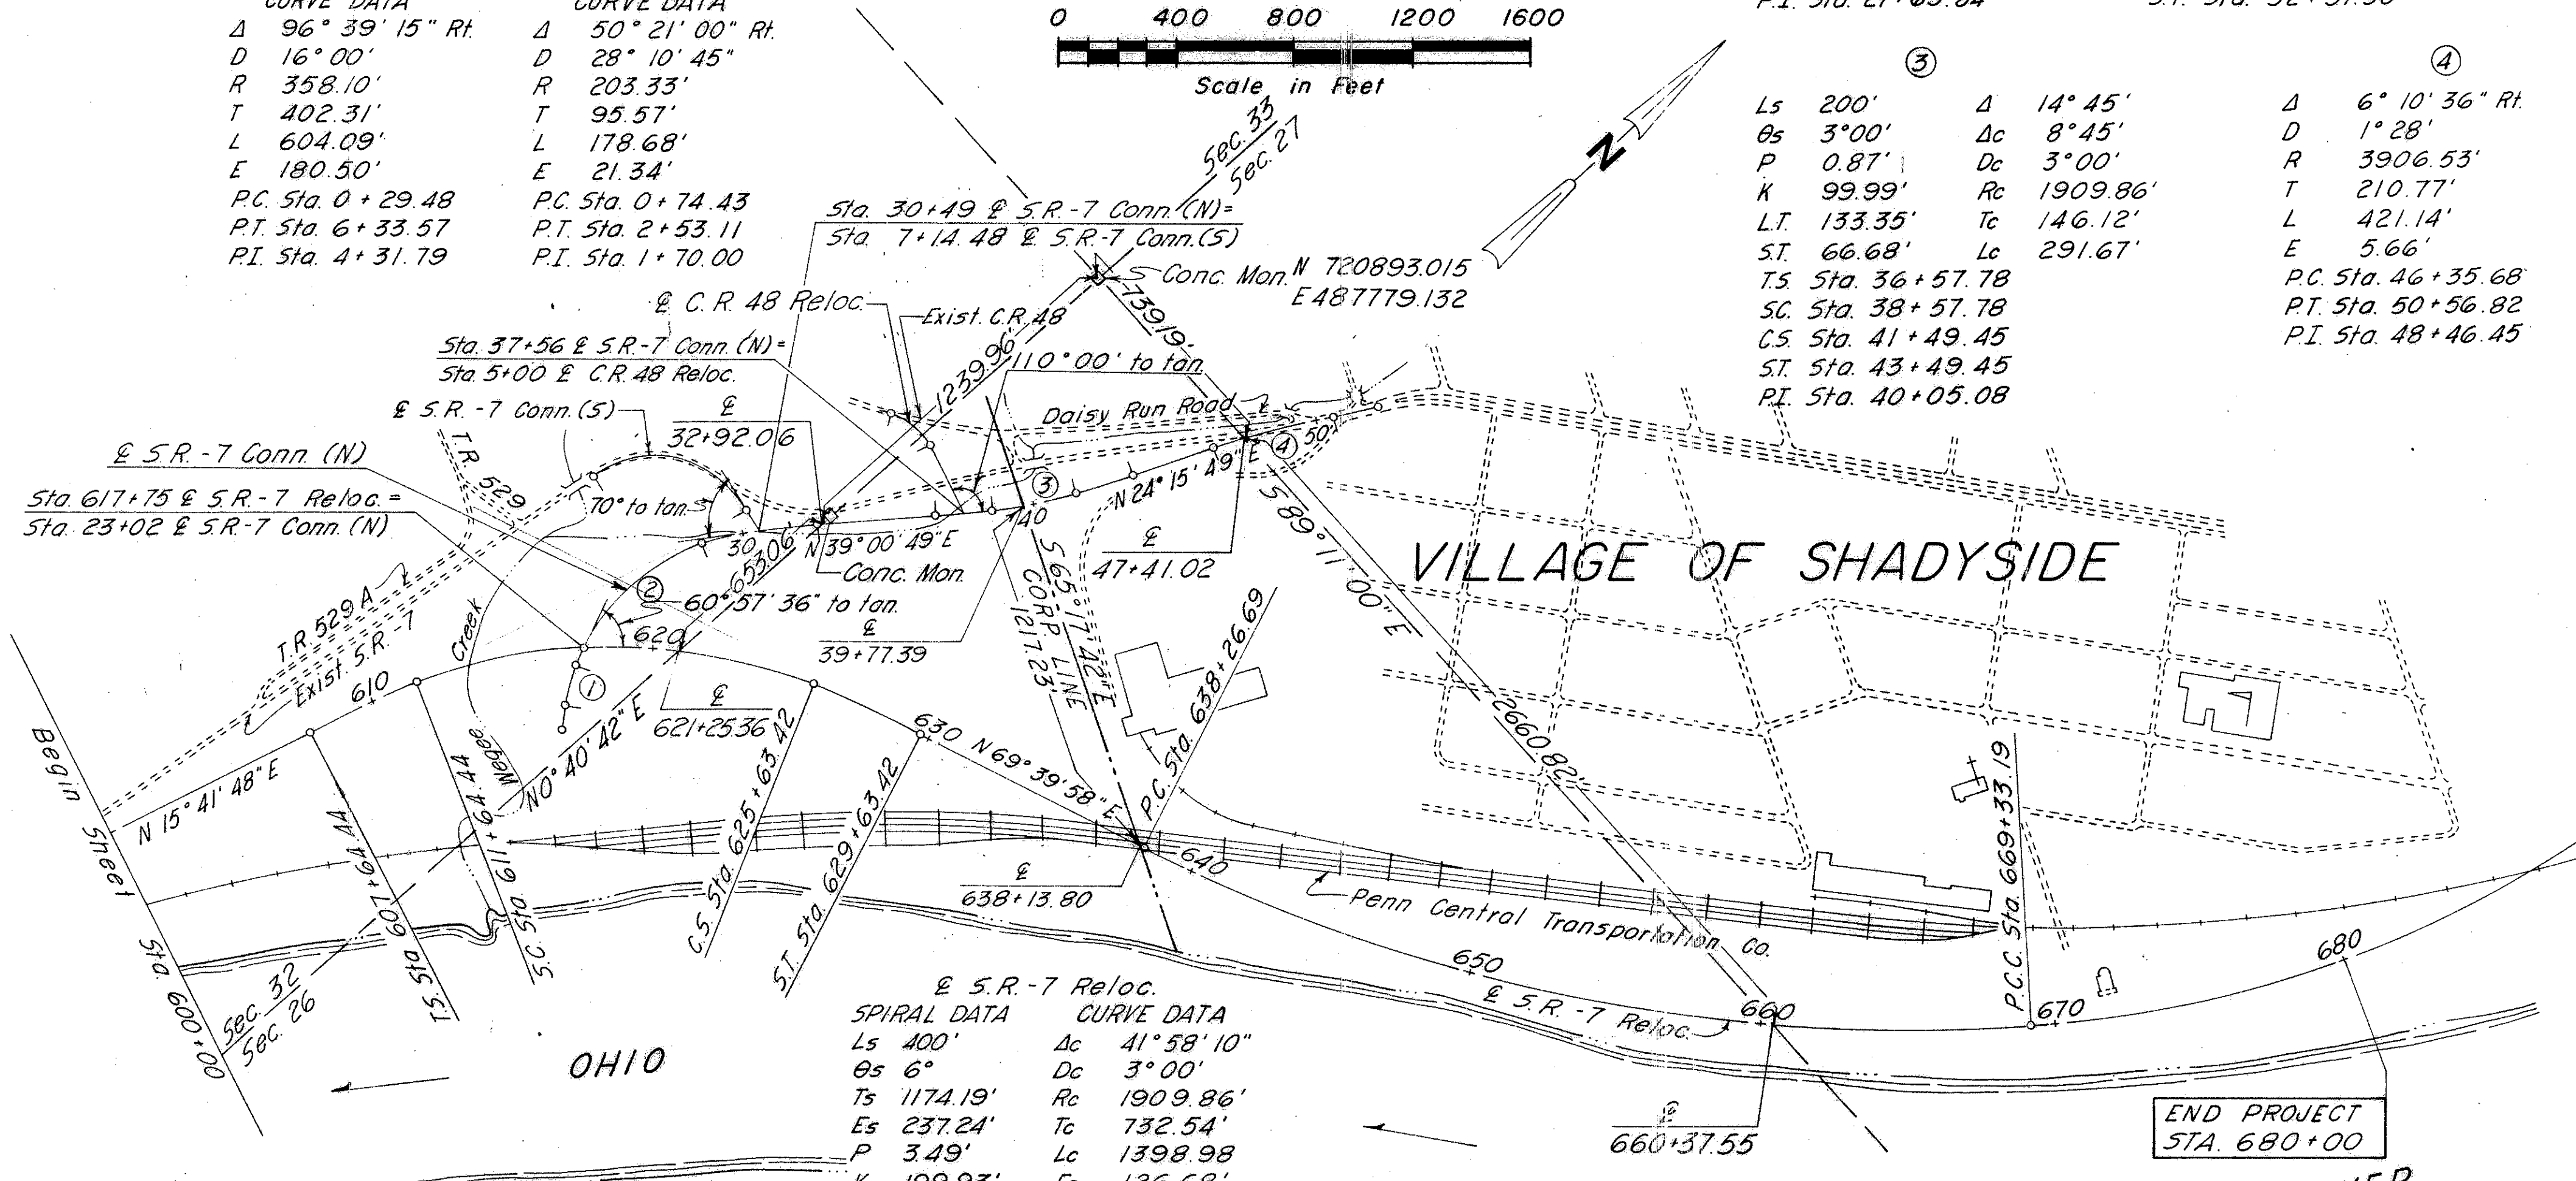 CURVE DATA
Δ 96° 39' 15" Rt.
D 16° 00'
R 358.10'
T 402.31'
L 604.09'
E 180.50'
P.C. Sta. 0 + 29.48
P.T. Sta. 6 + 33.57
P.I. Sta. 4 + 31.79
CURVE DATA
Δ 50° 21' 00" Rt.
D 28° 10' 45"
R 203.33'
T 95.57'
L 178.68'
E 21.34'
P.C. Sta. 0 + 74.43
P.T. Sta. 2 + 53.11
P.I. Sta. 1 + 70.00
0 400 800 1200 1600
Scale in Feet
③
Ls 200' Δ 14° 45'
θs 3°00' Δc 8° 45'
P 0.87' Dc 3° 00'
K 99.99' Rc 1909.86'
L.T. 133.35' Tc 146.12'
S.T. 66.68' Lc 291.67'
T.S. Sta. 36 + 57.78
S.C. Sta. 38 + 57.78
C.S. Sta. 41 + 49.45
S.T. Sta. 43 + 49.45
P.I. Sta. 40 + 05.08
④
Δ 6° 10' 36" Rt.
D 1° 28'
R 3906.53'
T 210.77'
L 421.14'
E 5.66'
P.C. Sta. 46 + 35.68
P.T. Sta. 50 + 56.82
P.I. Sta. 48 + 46.45
Sec. 33
Sec. 27
N
Sta. 30+49 ℄ S.R.-7 Conn. (N)=
Sta. 7+14.48 ℄ S.R.-7 Conn.(S)
Conc. Mon.
N 720893.015
E 487779.132
739.19'
℄ C.R. 48 Reloc.
Exist. C.R. 48
1239.96'
110°00' to tan.
Sta. 37+56 ℄ S.R.-7 Conn. (N) =
Sta. 5+00 ℄ C.R. 48 Reloc.
℄ S.R.-7 Conn. (S)
℄
32+92.06
Daisy Run Road
T.R. 529
℄ S.R.-7 Conn. (N)
Sta. 617+75 ℄ S.R.-7 Reloc. =
Sta. 23+02 ℄ S.R.-7 Conn. (N)
70° to tan.
30
653.06'
N 39° 00' 49"E
Conc. Mon.
40
③
N 24° 15' 49"E
④
50
℄
47+41.02
S 89° 11' 00"E
2660.82'
VILLAGE OF SHADYSIDE
②
60° 57' 36" to tan.
620
℄
39+77.39
S 65° 17' 42"E
CORP. LINE
1217.23'
P.C. Sta. 638+26.69
T.R. 529 A
Exist. S.R.-7
Creek
Wegee
610
①
N 0° 40' 42"E
℄
621+25.36
630
N 69° 39' 58"E
Begin Sheet Sta. 600+00
N 15° 41' 48"E
T.S. Sta. 607+64.44
S.C. Sta. 611+64.44
C.S. Sta. 625+63.42
S.T. Sta. 629+63.42
℄
638+13.80
640
Penn Central Transportation Co.
650
℄ S.R.-7 Reloc.
660
℄
660+37.55
P.C.C. Sta. 669+33.19
670
680
Sec. 32
Sec. 26
OHIO
℄ S.R.-7 Reloc.
SPIRAL DATA CURVE DATA
Ls 400' Δc 41° 58' 10"
θs 6° Dc 3° 00'
Ts 1174.19' Rc 1909.86'
Es 237.24' Tc 732.54'
P 3.49' Lc 1398.98
END PROJECT
STA. 680+00